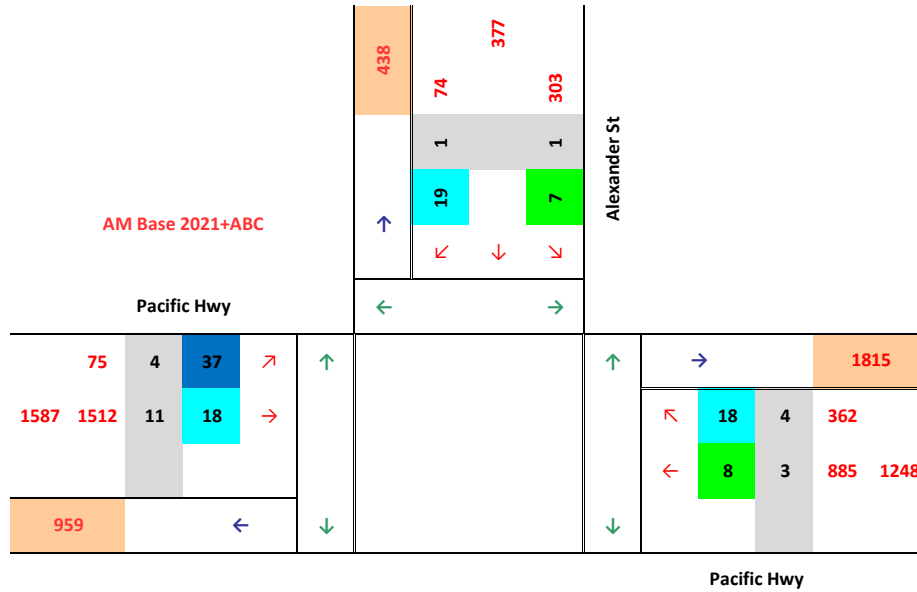 377
438
74
303
1
1
Alexander St
19
7
AM Base 2021+ABC
↑
↙ ↓ ↘
Pacific Hwy
← →
75 4 37 ↗ ↑ ↑ → 1815
1587 1512 11 18 → ↖ 18 4 362
← 8 3 885 1248
959 ← ↓ ↓
Pacific Hwy